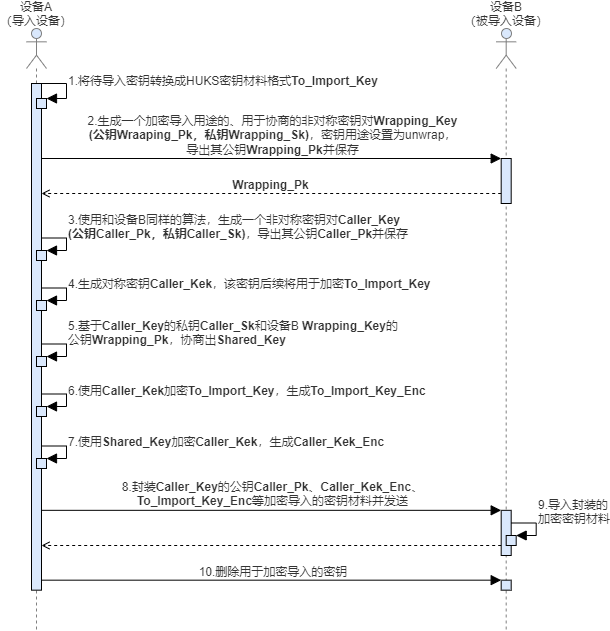 设备A
(导入设备)
设备B
(被导入设备)
1.将待导入密钥转换成HUKS密钥材料格式To_Import_Key
2.生成一个加密导入用途的、用于协商的非对称密钥对Wrapping_Key
(公钥Wraaping_Pk，私钥Wrapping_Sk)，密钥用途设置为unwrap，
导出其公钥Wrapping_Pk并保存
Wrapping_Pk
3.使用和设备B同样的算法，生成一个非对称密钥对Caller_Key
(公钥Caller_Pk，私钥Caller_Sk)，导出其公钥Caller_Pk并保存
4.生成对称密钥Caller_Kek，该密钥后续将用于加密To_Import_Key
5.基于Caller_Key的私钥Caller_Sk和设备B Wrapping_Key的
公钥Wrapping_Pk，协商出Shared_Key
6.使用Caller_Kek加密To_Import_Key，生成To_Import_Key_Enc
7.使用Shared_Key加密Caller_Kek，生成Caller_Kek_Enc
8.封装Caller_Key的公钥Caller_Pk、Caller_Kek_Enc、
To_Import_Key_Enc等加密导入的密钥材料并发送
9.导入封装的
加密密钥材料
10.删除用于加密导入的密钥